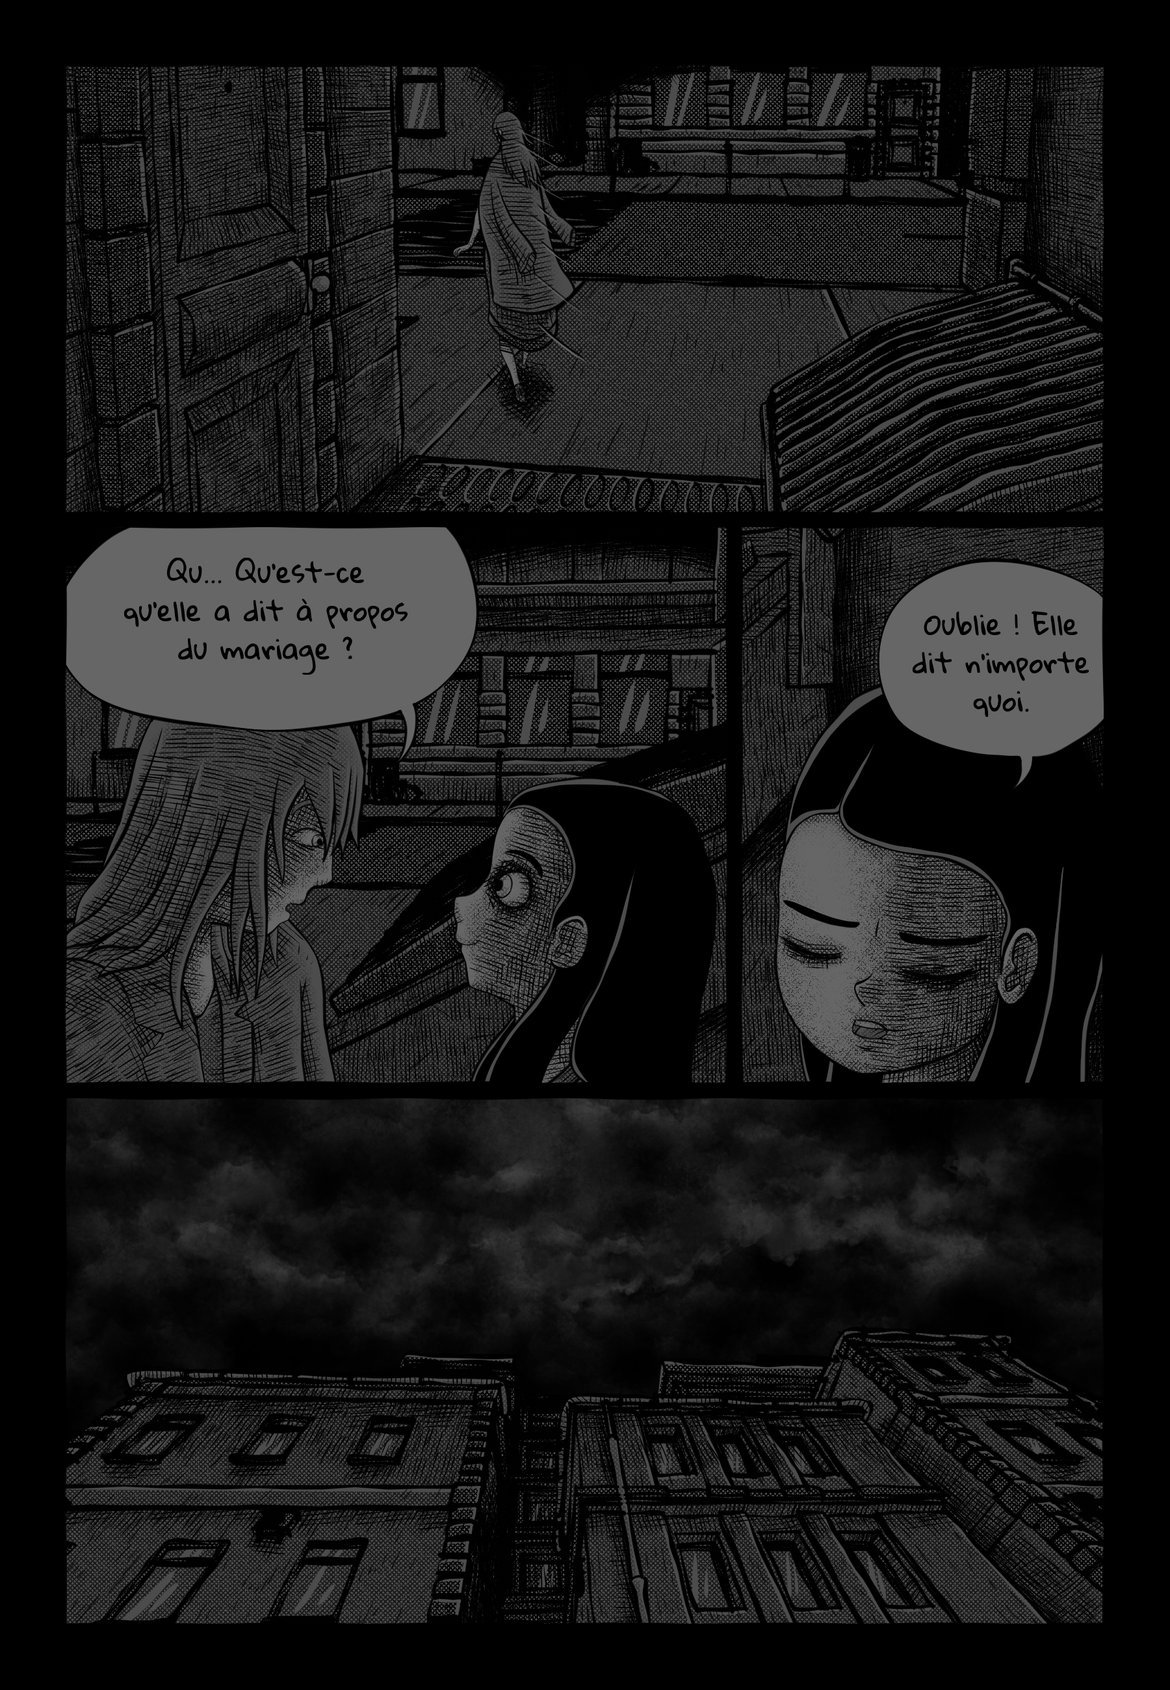 Qu... Qu'est-ce
qu'elle a dit à propos
du mariage ?
Oublie ! Elle
dit n'importe
quoi.